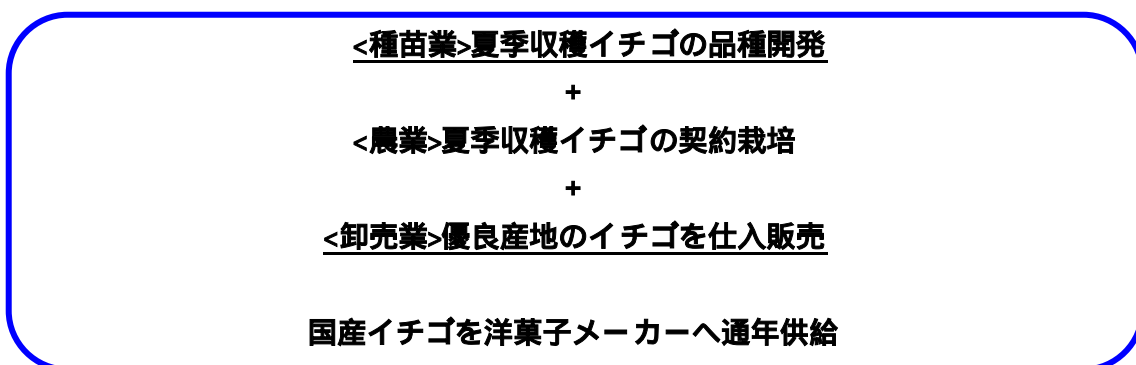 <種苗業>夏季収穫イチゴの品種開発
+
<農業>夏季収穫イチゴの契約栽培
+
<卸売業>優良産地のイチゴを仕入販売
国産イチゴを洋菓子メーカーへ通年供給